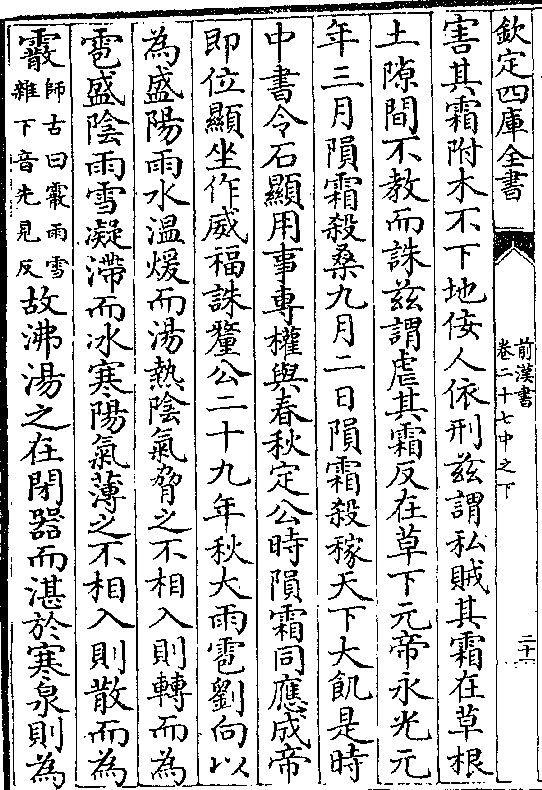 欽定四庫全書
前漢書
卷二十七中之下
二十一
害其霜附木不下地佞人依刑兹謂私賊其霜在草根
土隙間不教而誅兹謂虐其霜反在草下元帝永光元
年三月隕霜殺桑九月二日隕霜殺稼天下大飢是時
中書令石顯用事專權與春秋定公時隕霜同應成帝
即位顯坐作威福誅釐公二十九年秋大雨雹劉向以
為盛陽雨水温煖而湯熱陰氣脅之不相入則轉而為
雹盛陰雨雪凝滯而冰寒陽氣薄之不相入則散而為
霰師古曰霰雨雪
雜下音先見反故沸湯之在閉器而湛於寒泉則為